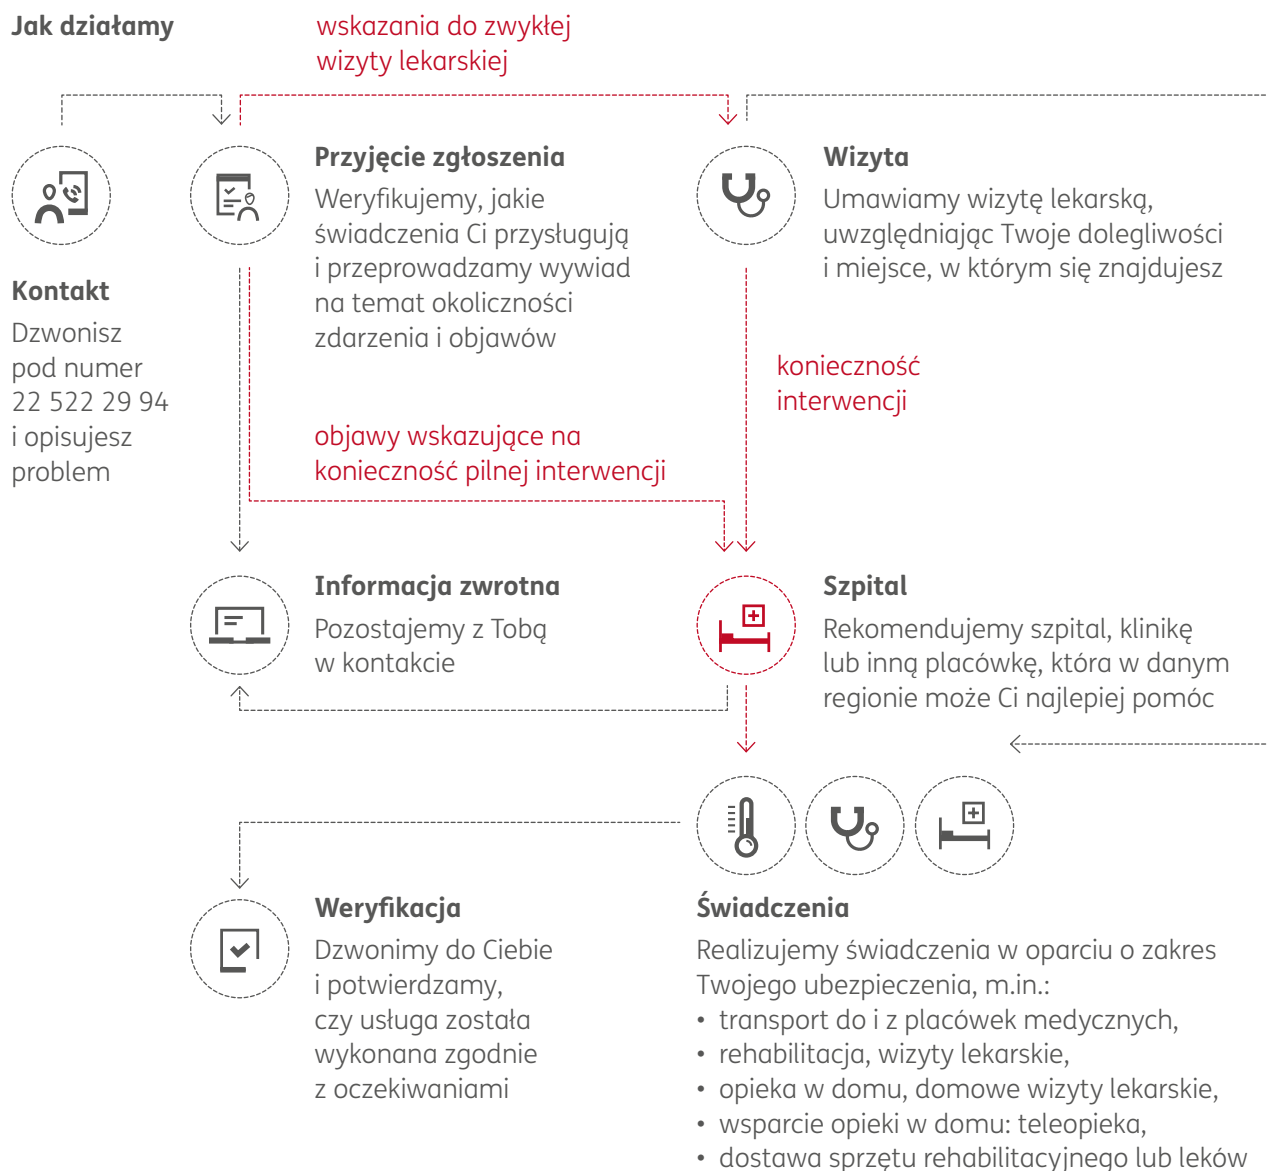 Jak działamy
wskazania do zwykłej
wizyty lekarskiej
Kontakt
Dzwonisz
pod numer
22 522 29 94
i opisujesz
problem
Przyjęcie zgłoszenia
Weryfikujemy, jakie
świadczenia Ci przysługują
i przeprowadzamy wywiad
na temat okoliczności
zdarzenia i objawów
Wizyta
Umawiamy wizytę lekarską,
uwzględniając Twoje dolegliwości
i miejsce, w którym się znajdujesz
konieczność
interwencji
objawy wskazujące na
konieczność pilnej interwencji
Informacja zwrotna
Pozostajemy z Tobą
w kontakcie
Szpital
Rekomendujemy szpital, klinikę
lub inną placówkę, która w danym
regionie może Ci najlepiej pomóc
Weryfikacja
Dzwonimy do Ciebie
i potwierdzamy,
czy usługa została
wykonana zgodnie
z oczekiwaniami
Świadczenia
Realizujemy świadczenia w oparciu o zakres
Twojego ubezpieczenia, m.in.:
• transport do i z placówek medycznych,
• rehabilitacja, wizyty lekarskie,
• opieka w domu, domowe wizyty lekarskie,
• wsparcie opieki w domu: teleopieka,
• dostawa sprzętu rehabilitacyjnego lub leków